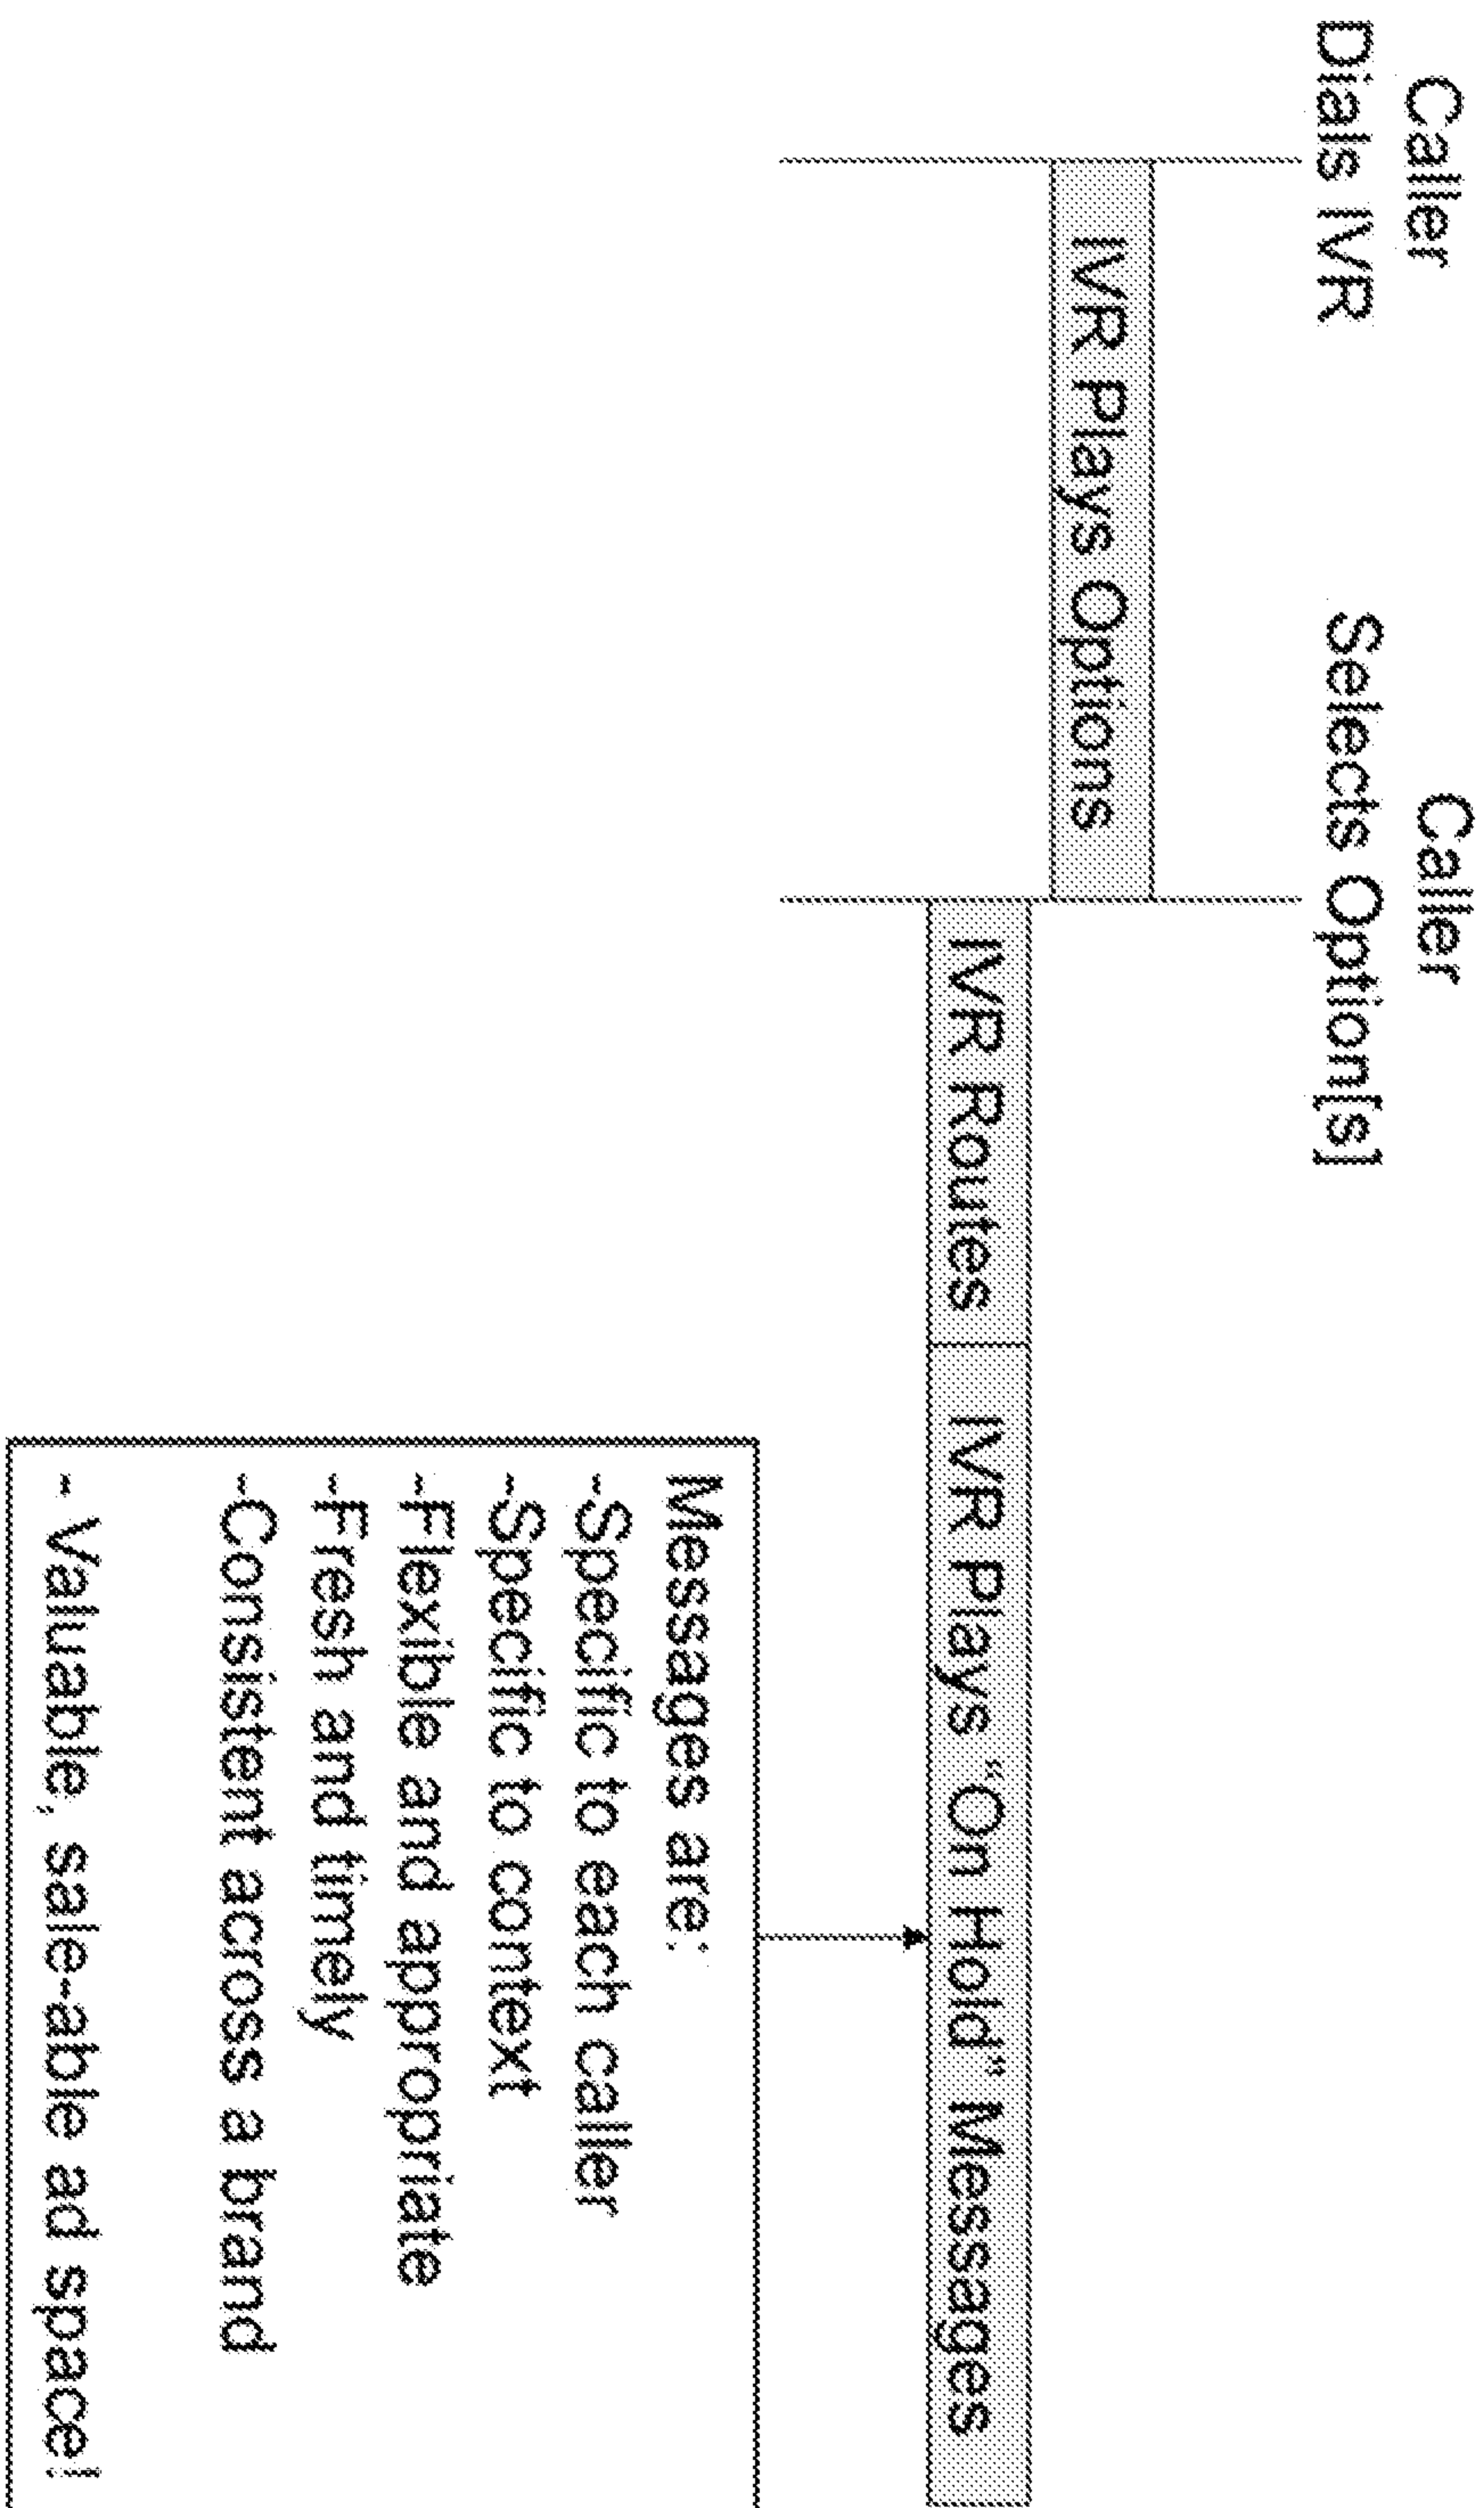 Caller
Dials IVR
Caller
Selects Option[s]
IVR Plays Options
IVR Routes
IVR Plays "On Hold" Messages
Messages are:
-Specific to each caller
-Specific to context
-Flexible and appropriate
-Fresh and timely
-Consistent across a brand
- Valuable, sale-able ad space!